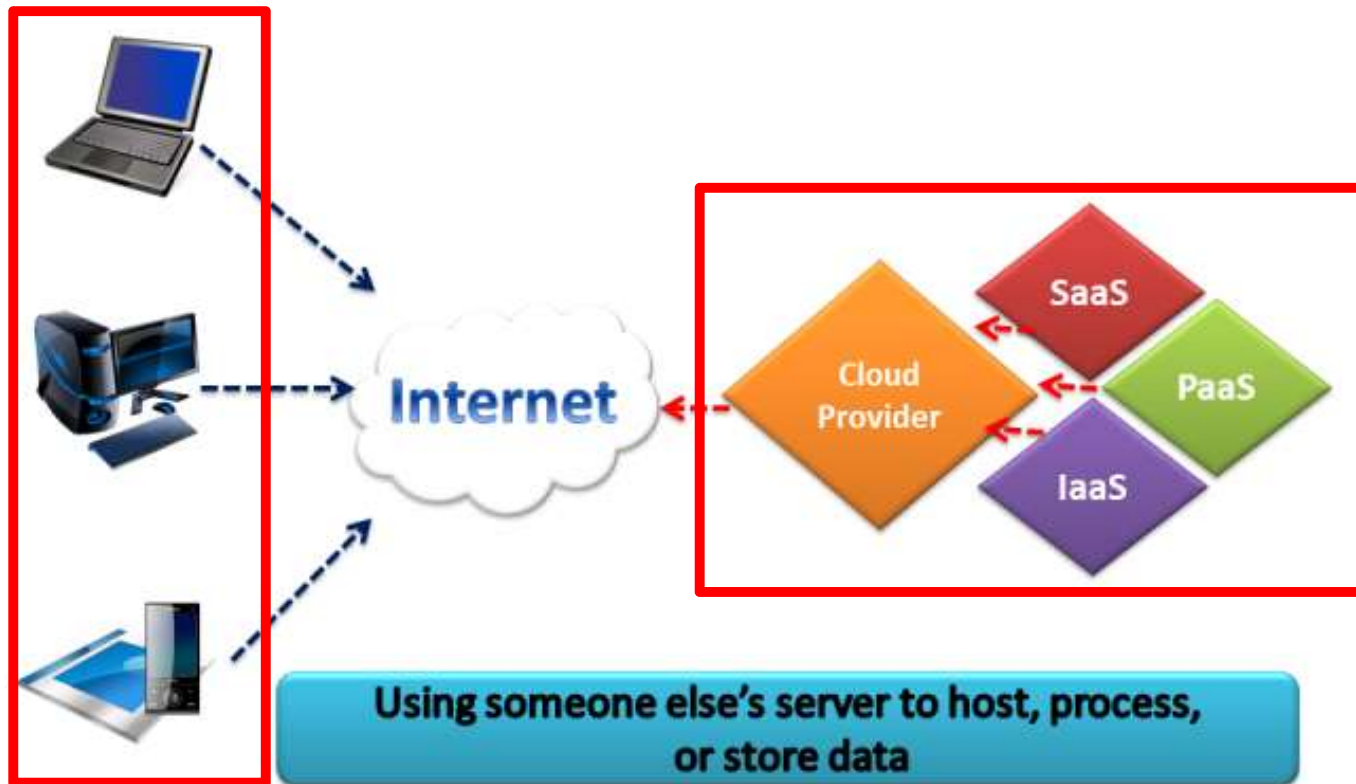 SaaS
Cloud
Provider
PaaS
IaaS
Internet
Using someone else's server to host, process,
or store data